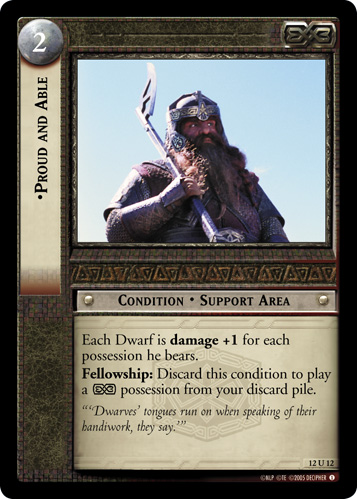 2
•Proud and Able
Condition • Support Area
Each Dwarf is damage +1 for each
possession he bears.
Fellowship: Discard this condition to play
a possession from your discard pile.
“‘Dwarves’ tongues run on when speaking of their
handiwork, they say.’”
12 U 12
©NLP ©TE ©2005 DECIPHER